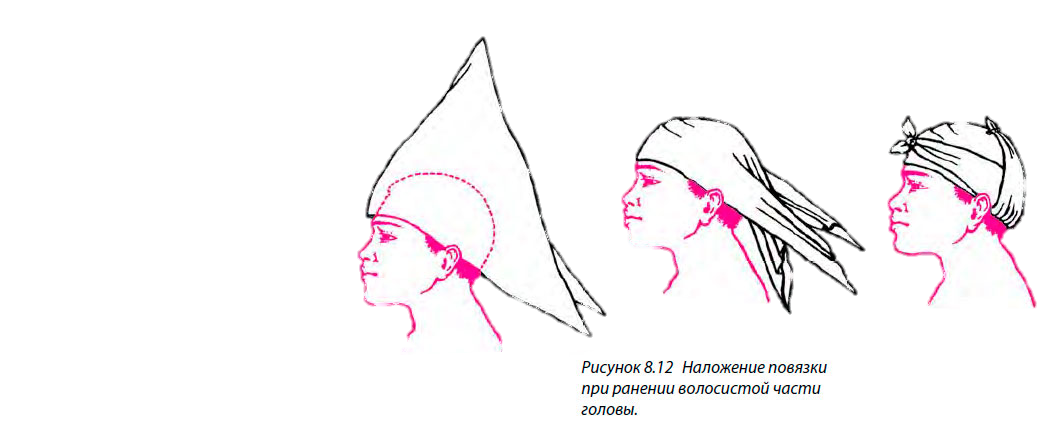 Рисунок 8.12 Наложение повязки
при ранении волосистой части
головы.